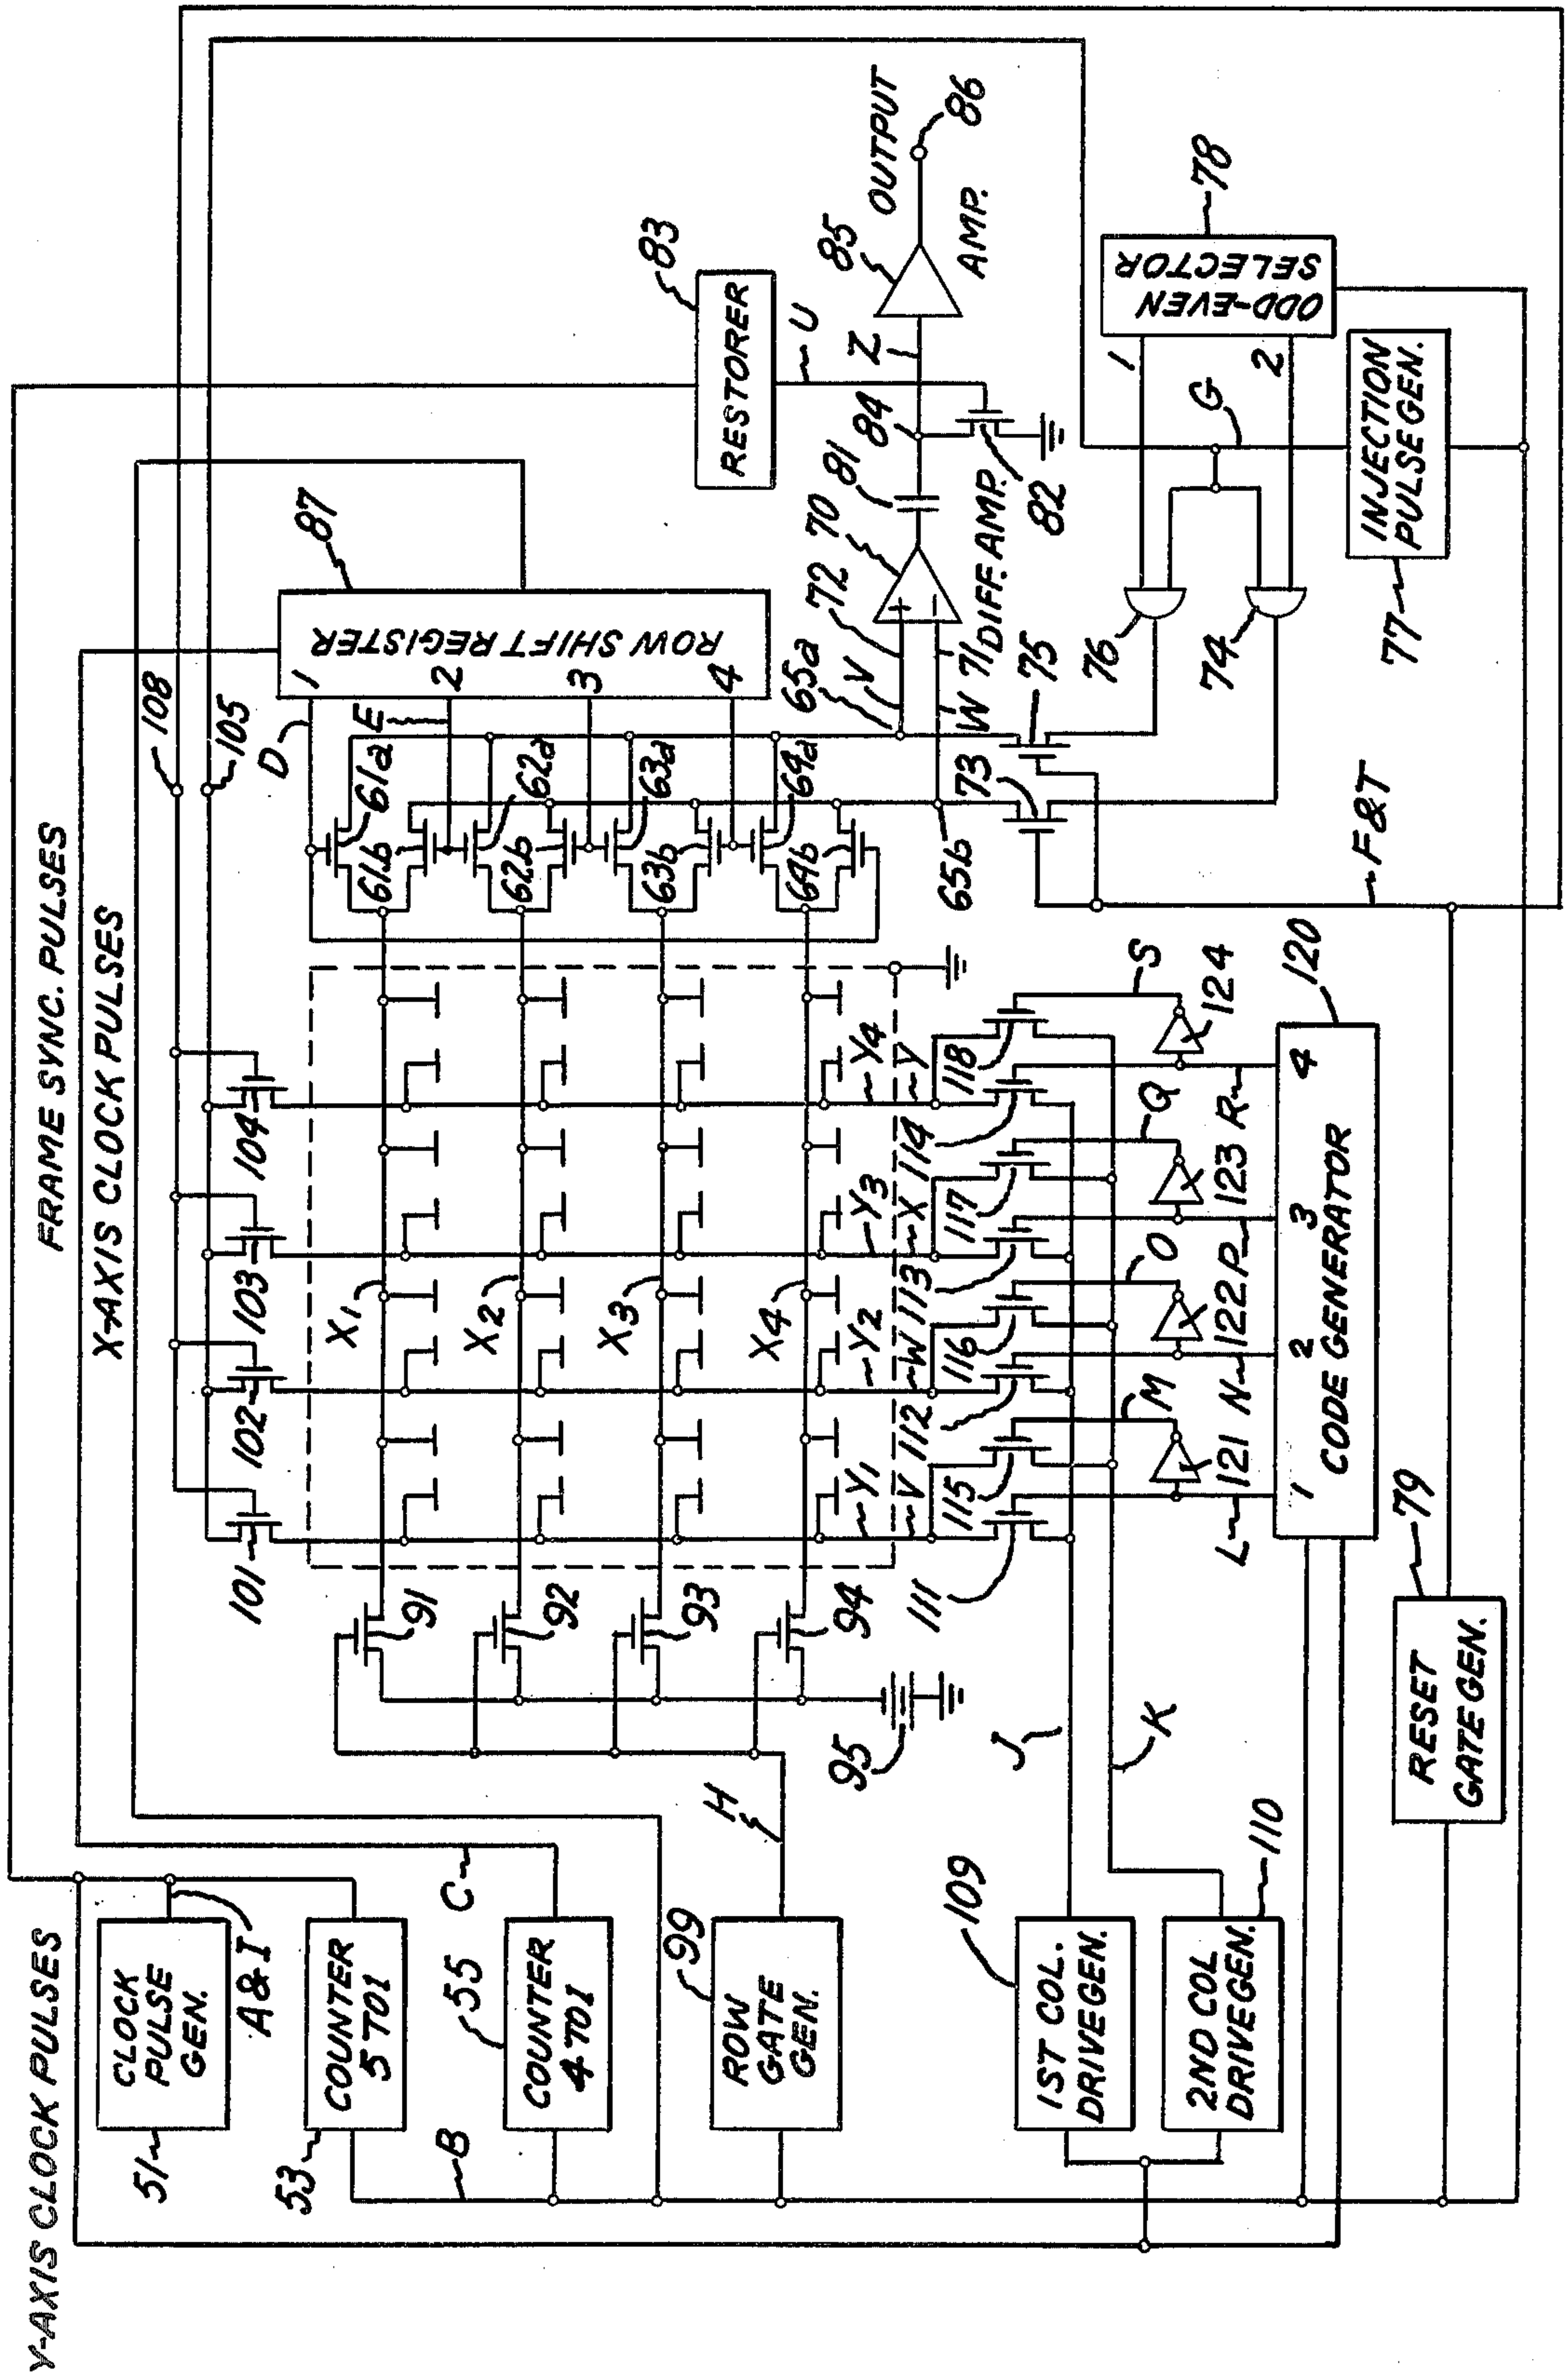 Y-AXIS CLOCK PULSES
FRAME SYNC. PULSES
X-AXIS CLOCK PULSES
CLOCK
PULSE
GEN.
51
A&I
COUNTER
5 TO 1
53
B
COUNTER
4 TO 1
55
C
ROW
GATE
GEN.
99
H
1ST COL.
DRIVE GEN.
109
2ND COL
DRIVE GEN.
110
J
K
RESET
GATE GEN.
79
95
91
92
93
94
101
102
103
104
105
108
X1
X2
X3
X4
Y1
Y2
Y3
Y4
V
W
X
Y
111
115
112
116
113
117
114
118
L
M
N
O
P
Q
R
S
121
122
123
124
1
2
3
4
CODE GENERATOR
120
D
E
61a
61b
62a
62b
63a
63b
64a
64b
65a
65b
1
2
3
4
ROW SHIFT REGISTER
87
V
72
W
71
70
DIFF. AMP.
81
84
82
Z
U
RESTORER
83
85
AMP.
OUTPUT
86
73
75
76
74
F&T
G
1
2
ODD-EVEN
SELECTOR
78
INJECTION
PULSE GEN.
77
+
−